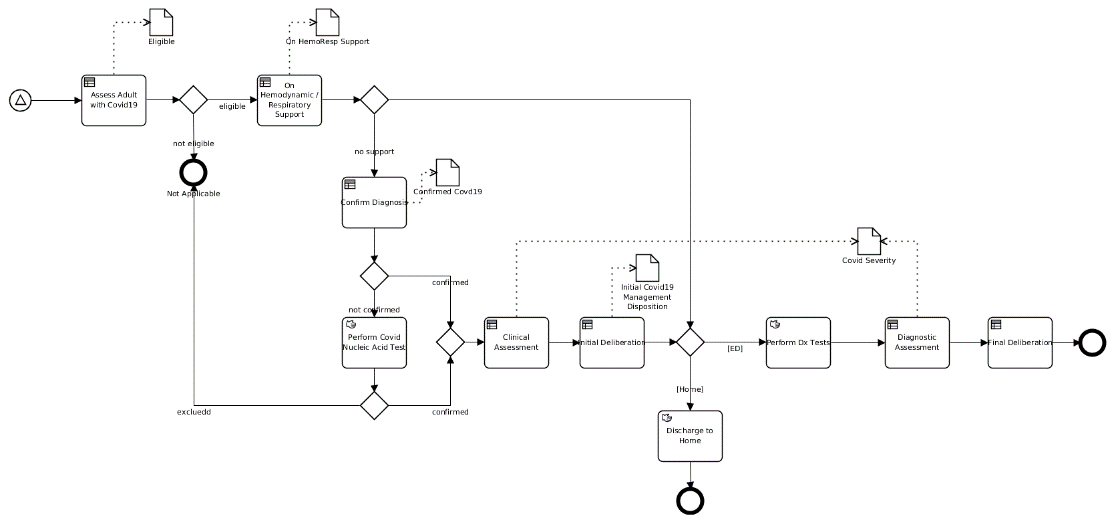 Eligible
On HemoResp Support
Assess Adult
with Covid19
eligible
On
Hemodynamic /
Respiratory
Support
not eligible
Not Applicable
no support
Confirm Diagnosis
Confirmed Covd19
confirmed
not confirmed
Perform Covid
Nucleic Acid Test
excluedd
confirmed
Clinical
Assessment
Initial Deliberation
Initial Covid19
Management
Disposition
Covid Severity
[ED]
[Home]
Perform Dx Tests
Diagnostic
Assessment
Final Deliberation
Discharge to
Home